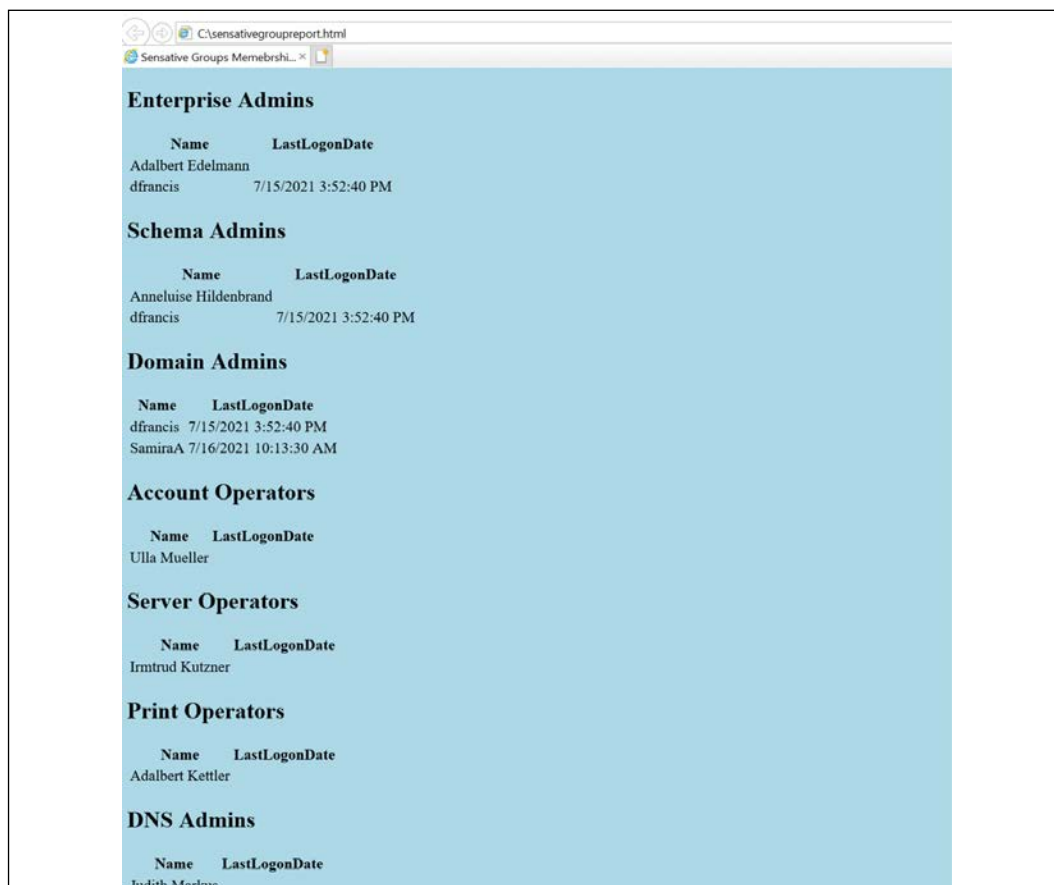 C:\sensativegroupreport.html
Sensative Groups Memebrshi... ×
Enterprise Admins
Name LastLogonDate
Adalbert Edelmann
dfrancis 7/15/2021 3:52:40 PM
Schema Admins
Name LastLogonDate
Anneluise Hildenbrand
dfrancis 7/15/2021 3:52:40 PM
Domain Admins
Name LastLogonDate
dfrancis 7/15/2021 3:52:40 PM
SamiraA 7/16/2021 10:13:30 AM
Account Operators
Name LastLogonDate
Ulla Mueller
Server Operators
Name LastLogonDate
Irmtrud Kutzner
Print Operators
Name LastLogonDate
Adalbert Kettler
DNS Admins
Name LastLogonDate
Judith Markus